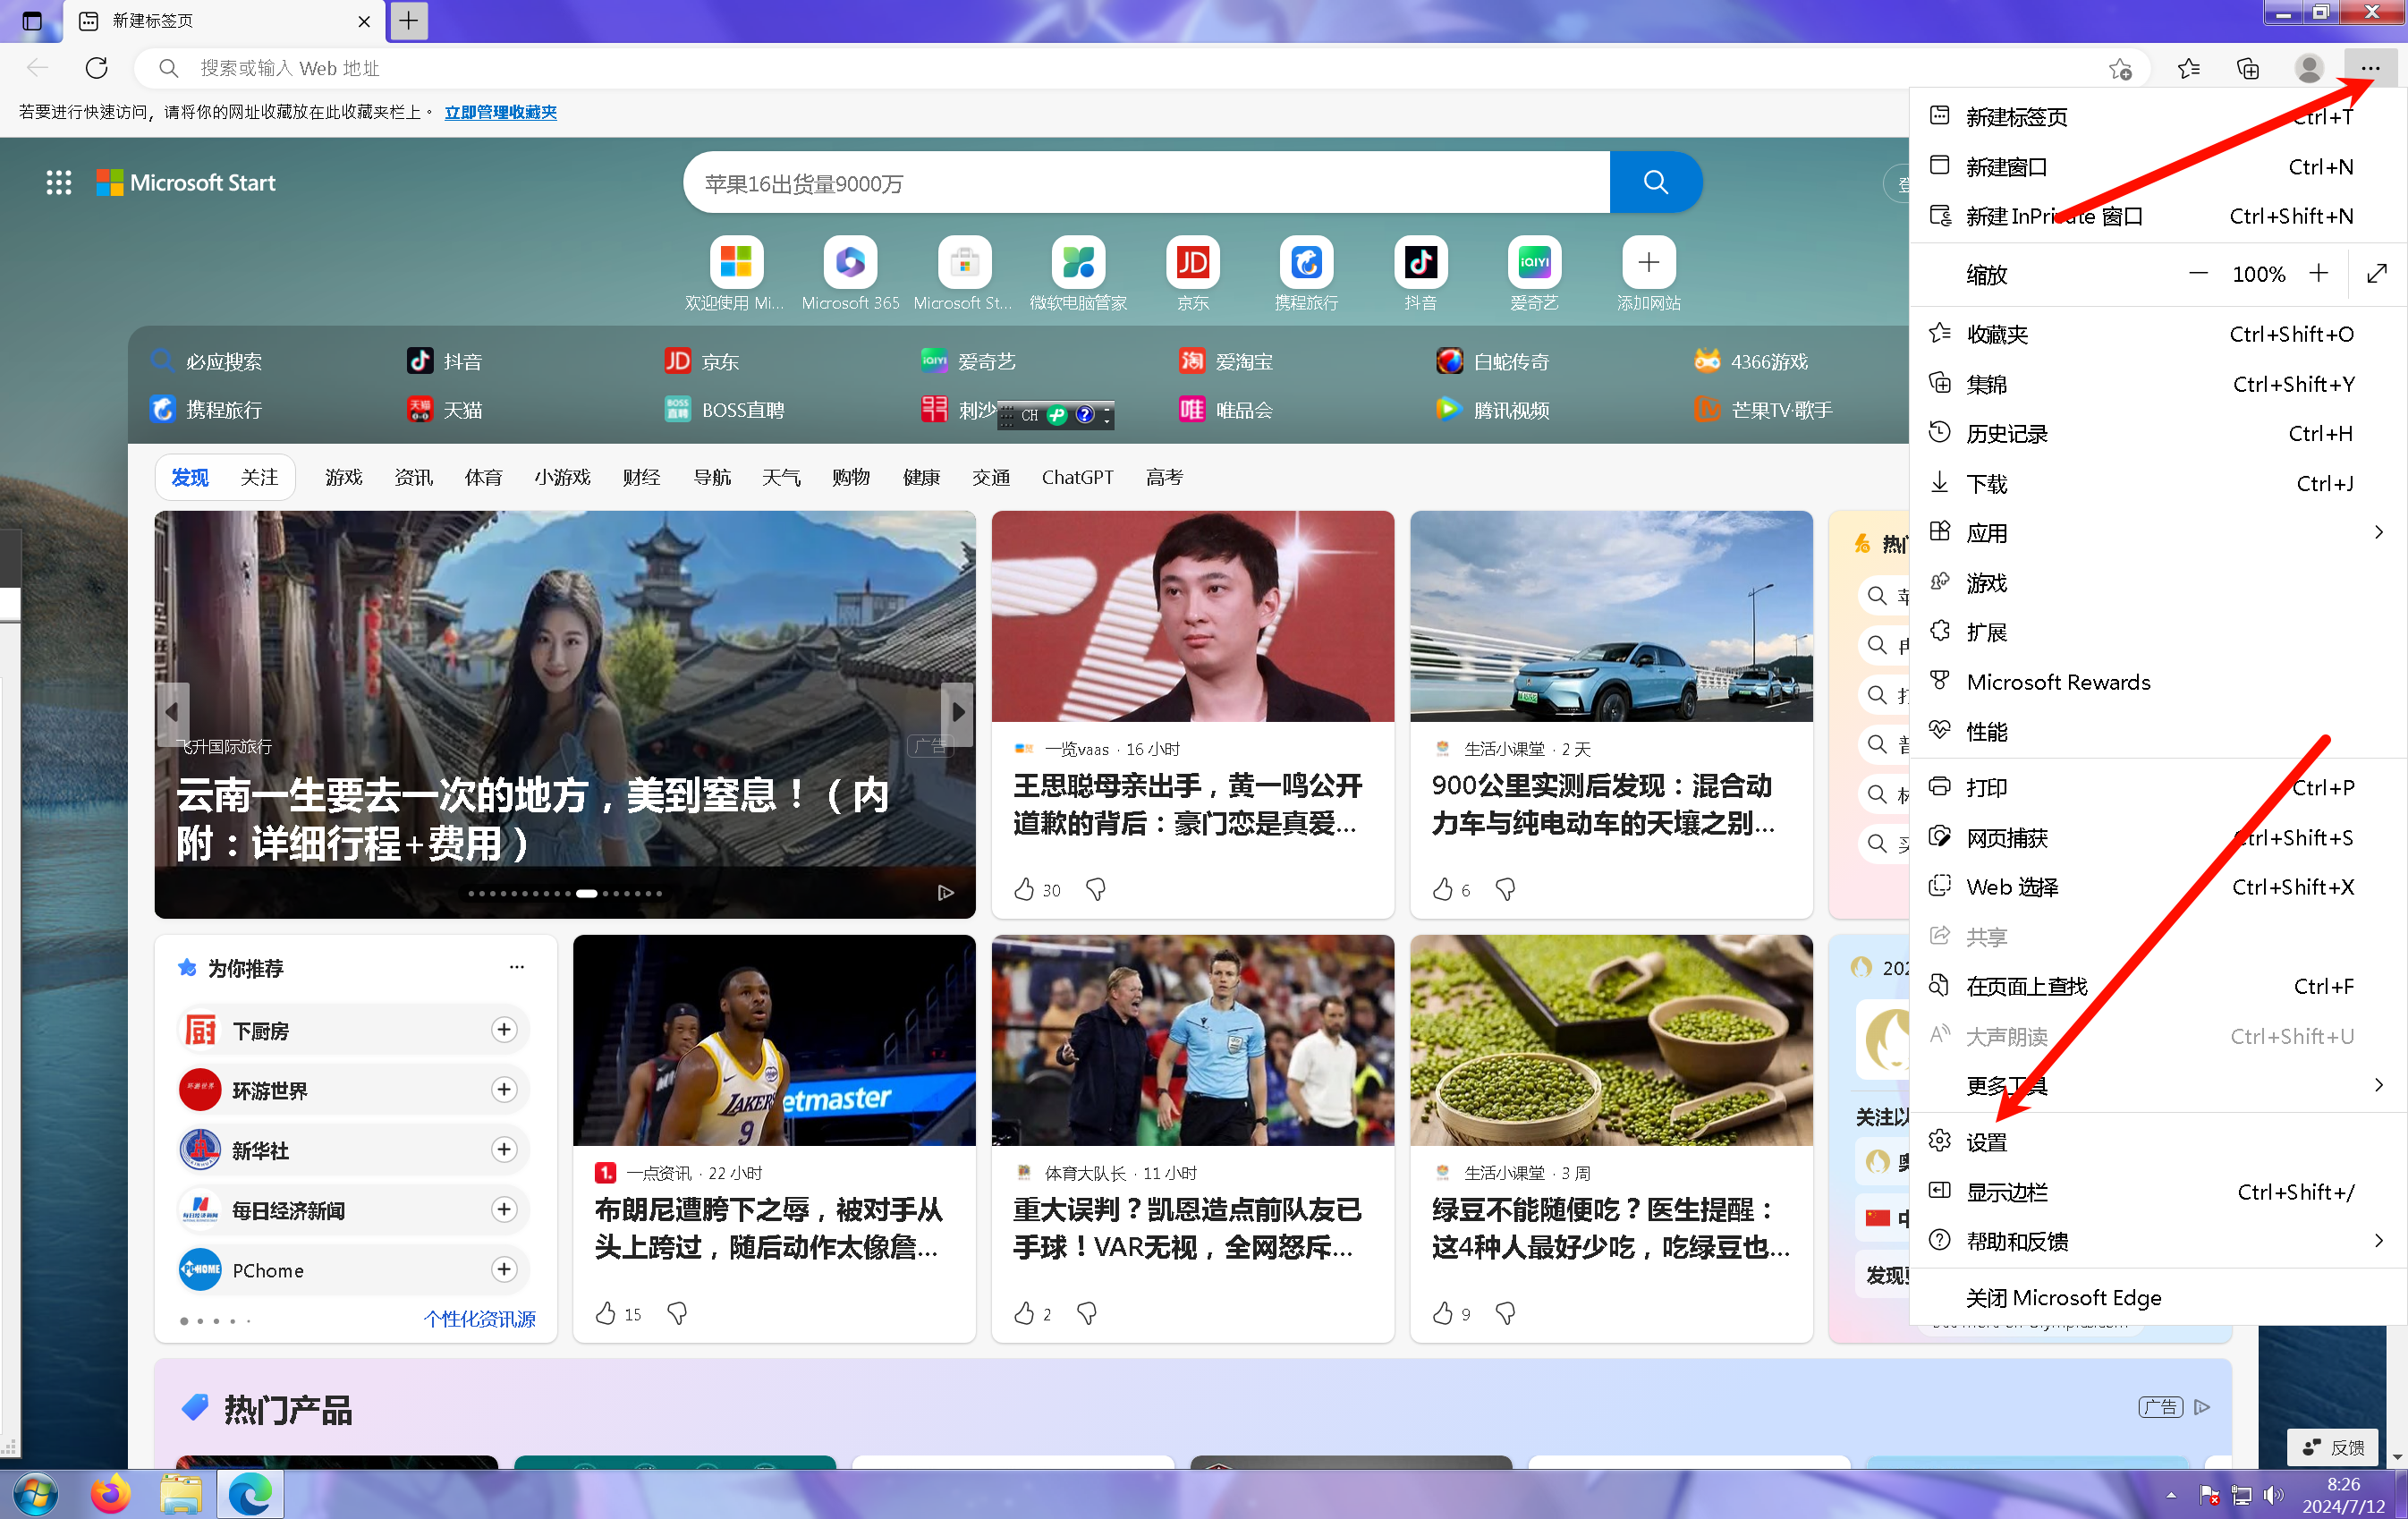 新建标签页
搜索或输入 Web 地址
若要进行快速访问，请将你的网址收藏放在此收藏夹栏上。 立即管理收藏夹
Microsoft Start
苹果16出货量9000万
登
欢迎使用 Mi...
Microsoft 365
Microsoft St...
微软电脑管家
京东
携程旅行
抖音
爱奇艺
添加网站
必应搜索
抖音
京东
爱奇艺
爱淘宝
白蛇传奇
4366游戏
携程旅行
天猫
BOSS直聘
刺沙
CH
唯品会
腾讯视频
芒果TV·歌手
发现 关注 游戏 资讯 体育 小游戏 财经 导航 天气 购物 健康 交通 ChatGPT 高考
飞升国际旅行
广告
云南一生要去一次的地方，美到窒息！（内
附：详细行程+费用）
一览vaas · 16 小时
王思聪母亲出手，黄一鸣公开
道歉的背后：豪门恋是真爱...
30
生活小课堂 · 2 天
900公里实测后发现：混合动
力车与纯电动车的天壤之别...
6
为你推荐
下厨房
环游世界
新华社
每日经济新闻
PChome
个性化资讯源
LAKERS
9
etmaster
一点资讯 · 22 小时
布朗尼遭胯下之辱，被对手从
头上跨过，随后动作太像詹...
15
体育大队长 · 11 小时
重大误判？凯恩造点前队友已
手球！VAR无视，全网怒斥...
2
生活小课堂 · 3 周
绿豆不能随便吃？医生提醒：
这4种人最好少吃，吃绿豆也...
9
热门产品
广告
反馈
新建标签页 Ctrl+T
新建窗口 Ctrl+N
新建 InPrivate 窗口 Ctrl+Shift+N
缩放 100%
收藏夹 Ctrl+Shift+O
集锦 Ctrl+Shift+Y
历史记录 Ctrl+H
下载 Ctrl+J
应用
游戏
扩展
Microsoft Rewards
性能
打印 Ctrl+P
网页捕获 Ctrl+Shift+S
Web 选择 Ctrl+Shift+X
共享
在页面上查找 Ctrl+F
大声朗读 Ctrl+Shift+U
更多工具
设置
显示边栏 Ctrl+Shift+/
帮助和反馈
关闭 Microsoft Edge
8:26
2024/7/12